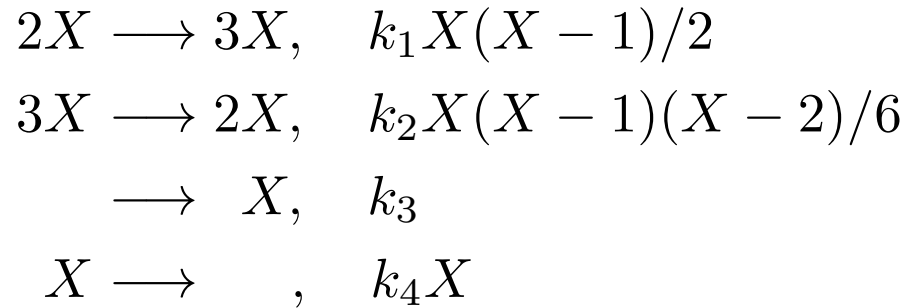 2X ⟶ 3X, k₁X(X − 1)/2
3X ⟶ 2X, k₂X(X − 1)(X − 2)/6
⟶ X, k₃
X ⟶ , k₄X